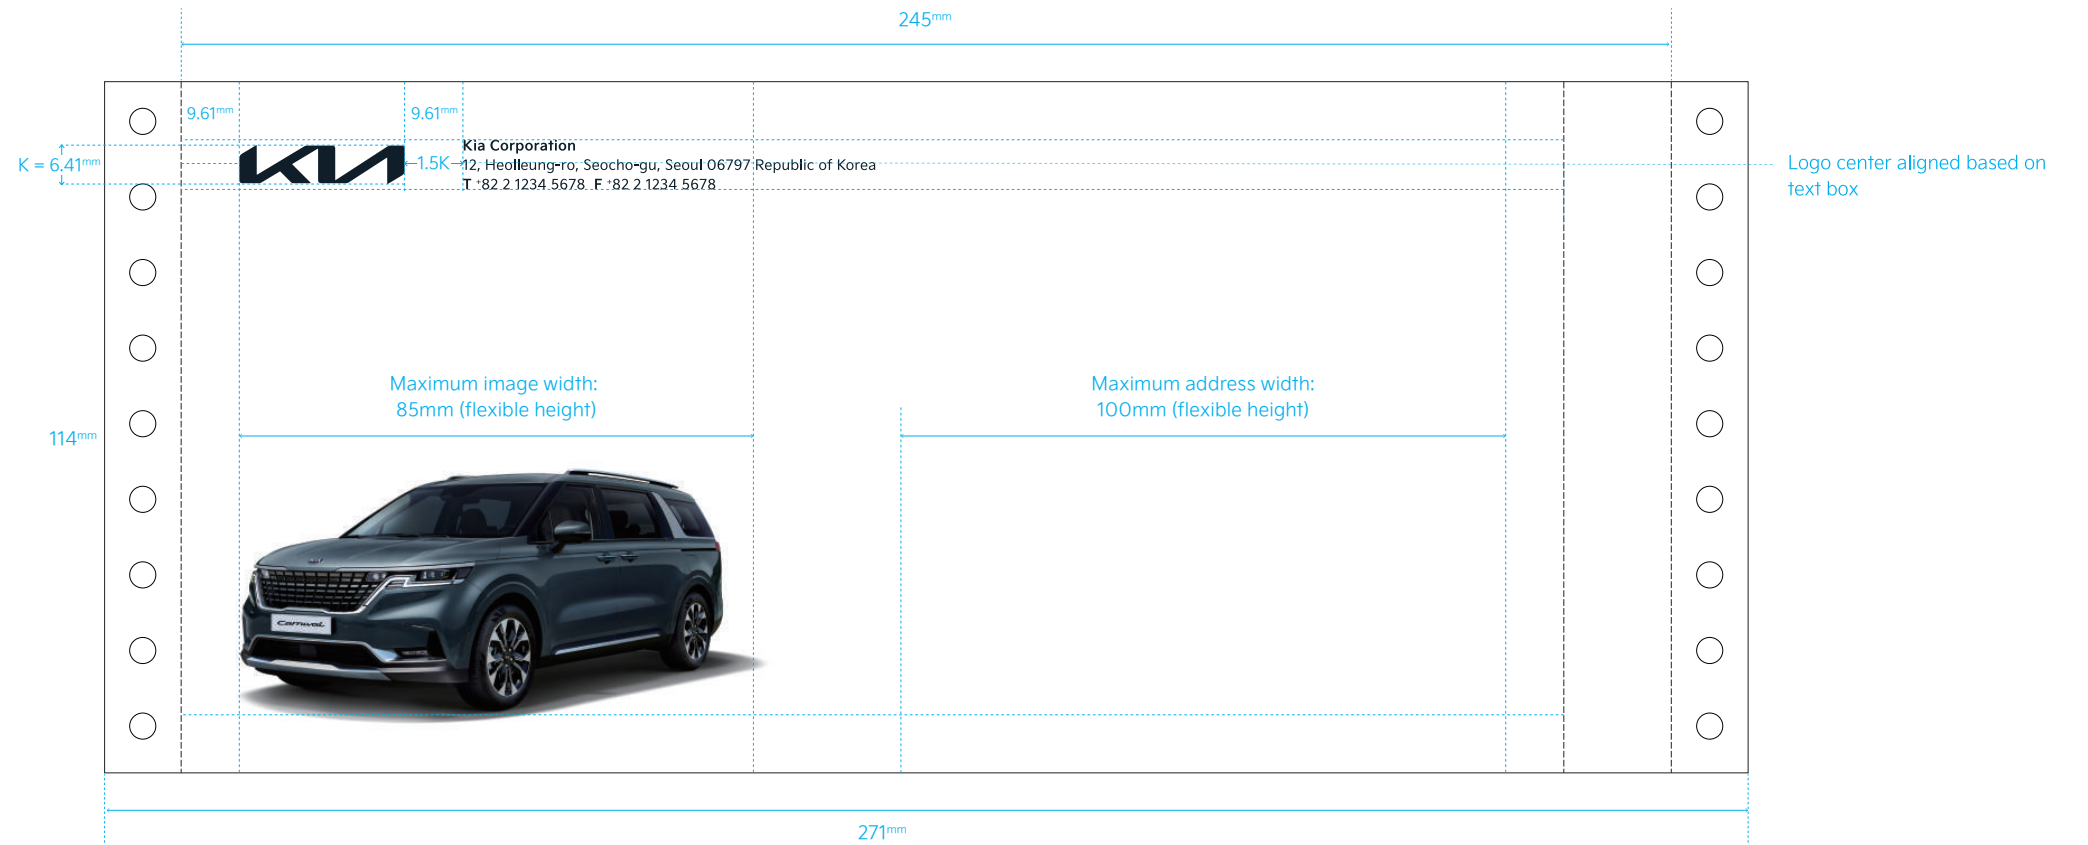 245mm
9.61mm
9.61mm
K = 6.41mm
KIA
1.5K
Kia Corporation
12, Heolleung-ro, Seocho-gu, Seoul 06797 Republic of Korea
T +82 2 1234 5678 F +82 2 1234 5678
Logo center aligned based on
text box
Maximum image width:
85mm (flexible height)
Maximum address width:
100mm (flexible height)
114mm
Carnival
271mm